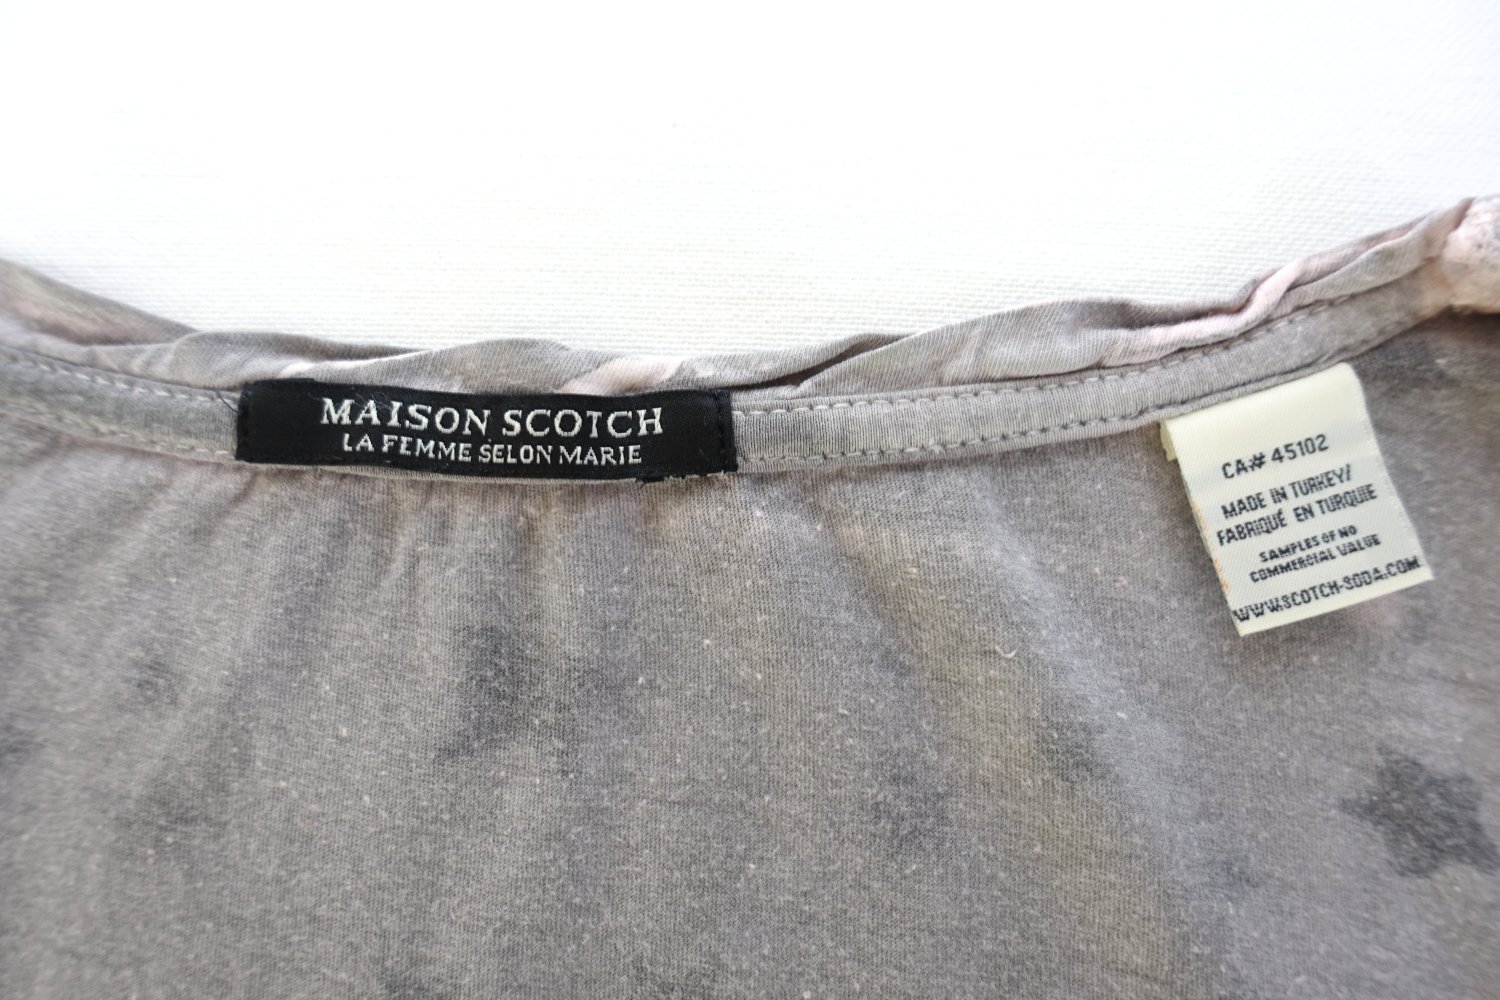 MAISON SCOTCH
LA FEMME SELON MARIE
CA# 45102
MADE IN TURKEY/
FABRIQUÉ EN TURQUIE
SAMPLES OF NO
COMMERCIAL VALUE
WWW.SCOTCH-SODA.COM